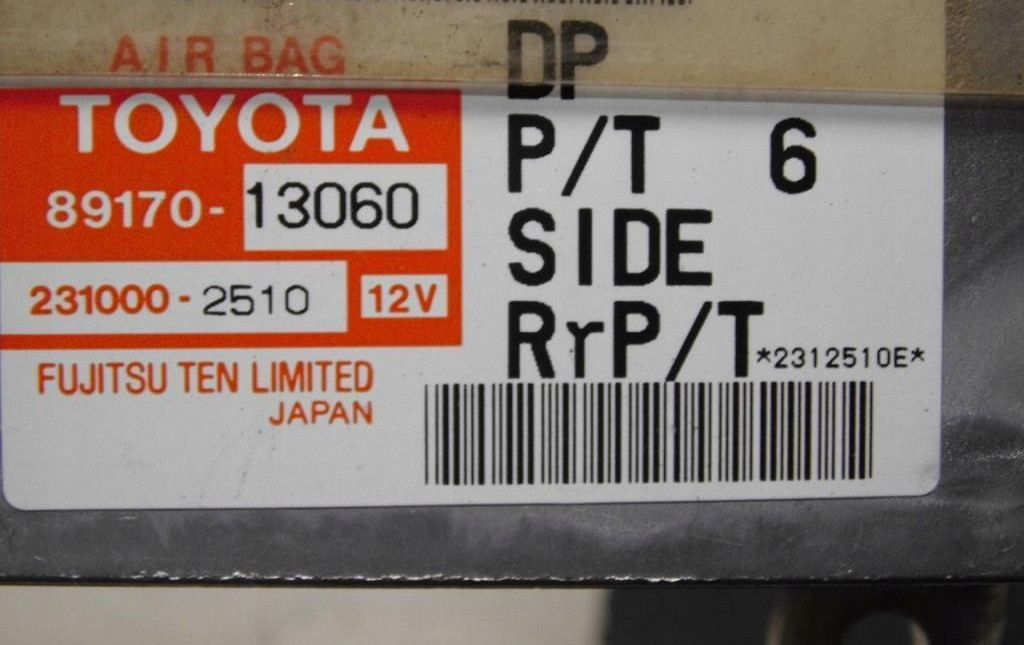 AIR BAG
TOYOTA
89170-13060
231000-2510 12V
FUJITSU TEN LIMITED
JAPAN
DP
P/T 6
SIDE
RrP/T
*2312510E*